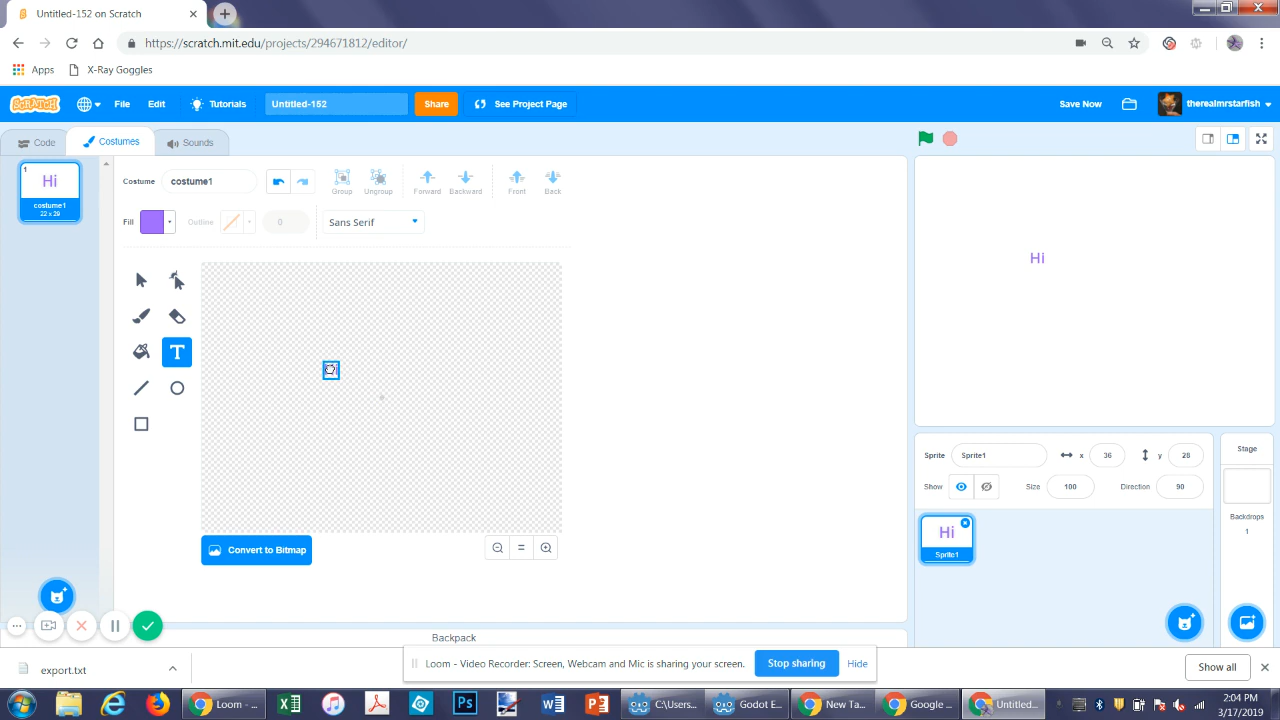 Untitled-152 on Scratch
https://scratch.mit.edu/projects/294671812/editor/
Apps
X-Ray Goggles
SCRATCH
File
Edit
Tutorials
Untitled-152
Share
See Project Page
Save Now
therealmrstarfish
Code
Costumes
Sounds
1
Hi
costume1
22 x 29
Costume
costume1
Group
Ungroup
Forward
Backward
Front
Back
Fill
Outline
0
Sans Serif
T
Convert to Bitmap
Hi
Sprite
Sprite1
x
36
y
28
Show
Size
100
Direction
90
Hi
Sprite1
Stage
Backdrops
1
Backpack
Loom - Video Recorder: Screen, Webcam and Mic is sharing your screen.
Stop sharing
Hide
export.txt
Show all
Loom - ...
Ps
C:\Users...
Godot E...
New Ta...
Google ...
Untitled...
2:04 PM
3/17/2019